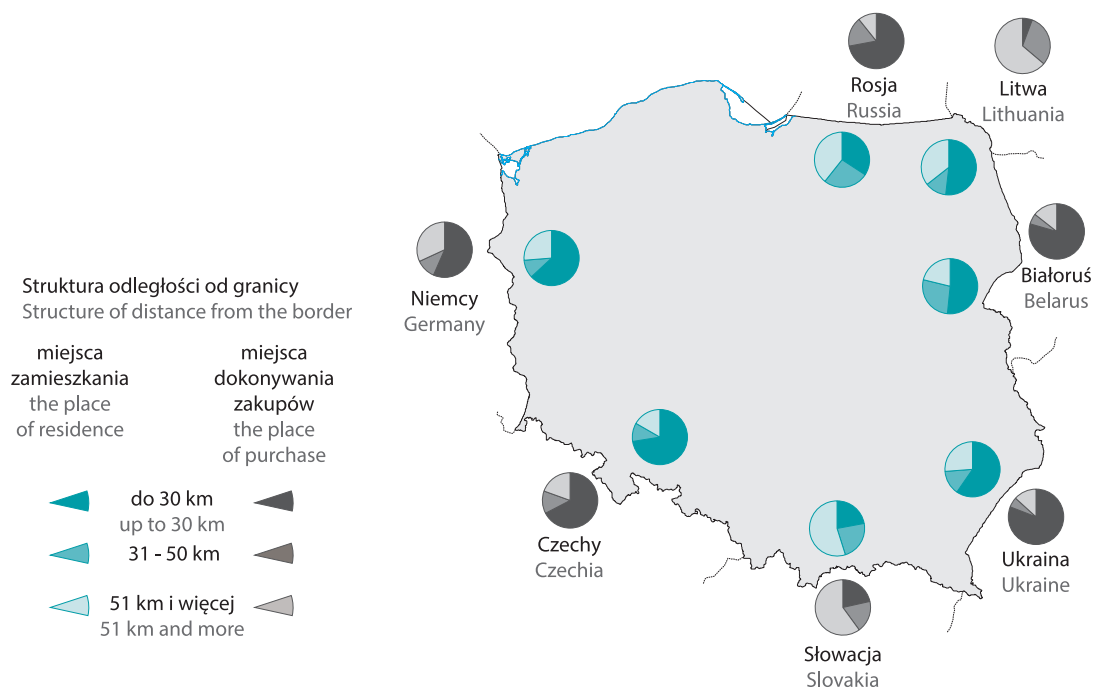 Rosja
Russia
Litwa
Lithuania
Białoruś
Belarus
Niemcy
Germany
Struktura odległości od granicy
Structure of distance from the border
miejsca
zamieszkania
the place
of residence
miejsca
dokonywania
zakupów
the place
of purchase
do 30 km
up to 30 km
31 - 50 km
51 km i więcej
51 km and more
Czechy
Czechia
Ukraina
Ukraine
Słowacja
Slovakia